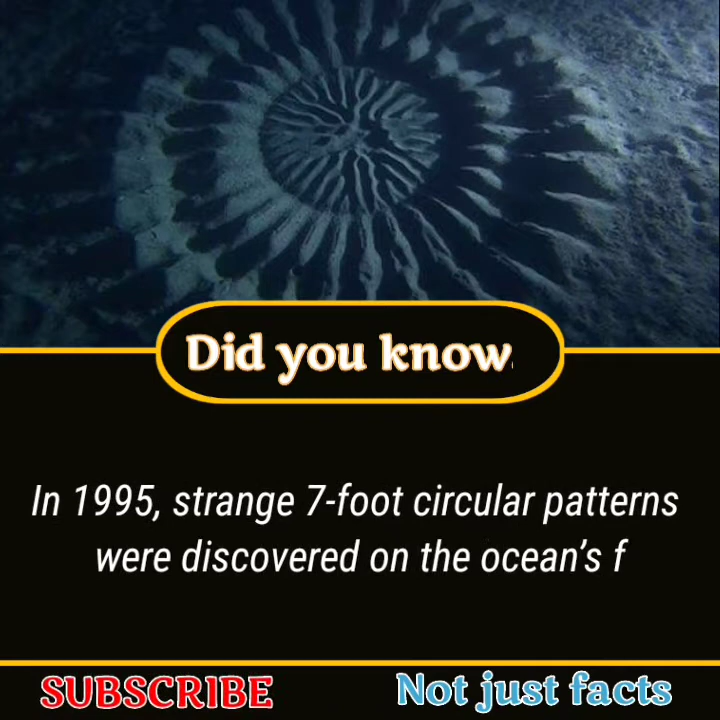 Did you know.
In 1995, strange 7-foot circular patterns
were discovered on the ocean’s f
SUBSCRIBE
Not just facts